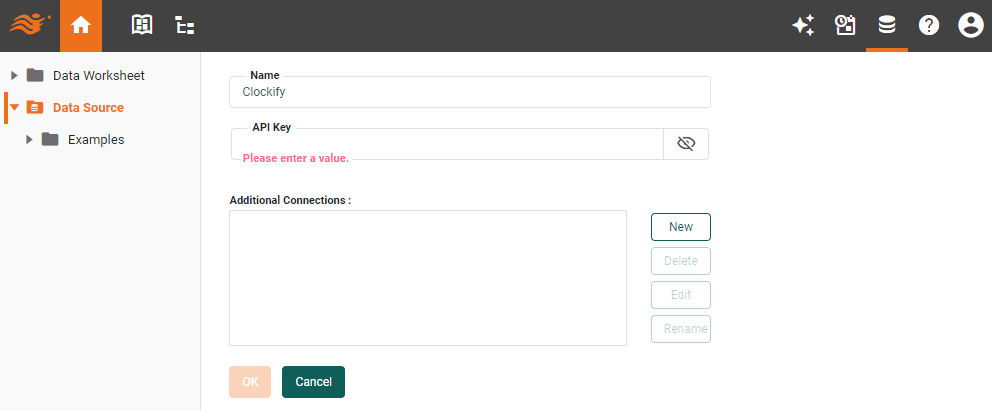 Data Worksheet
Data Source
Examples
Name
Clockify
API Key
Please enter a value.
Additional Connections :
New
Delete
Edit
Rename
OK
Cancel